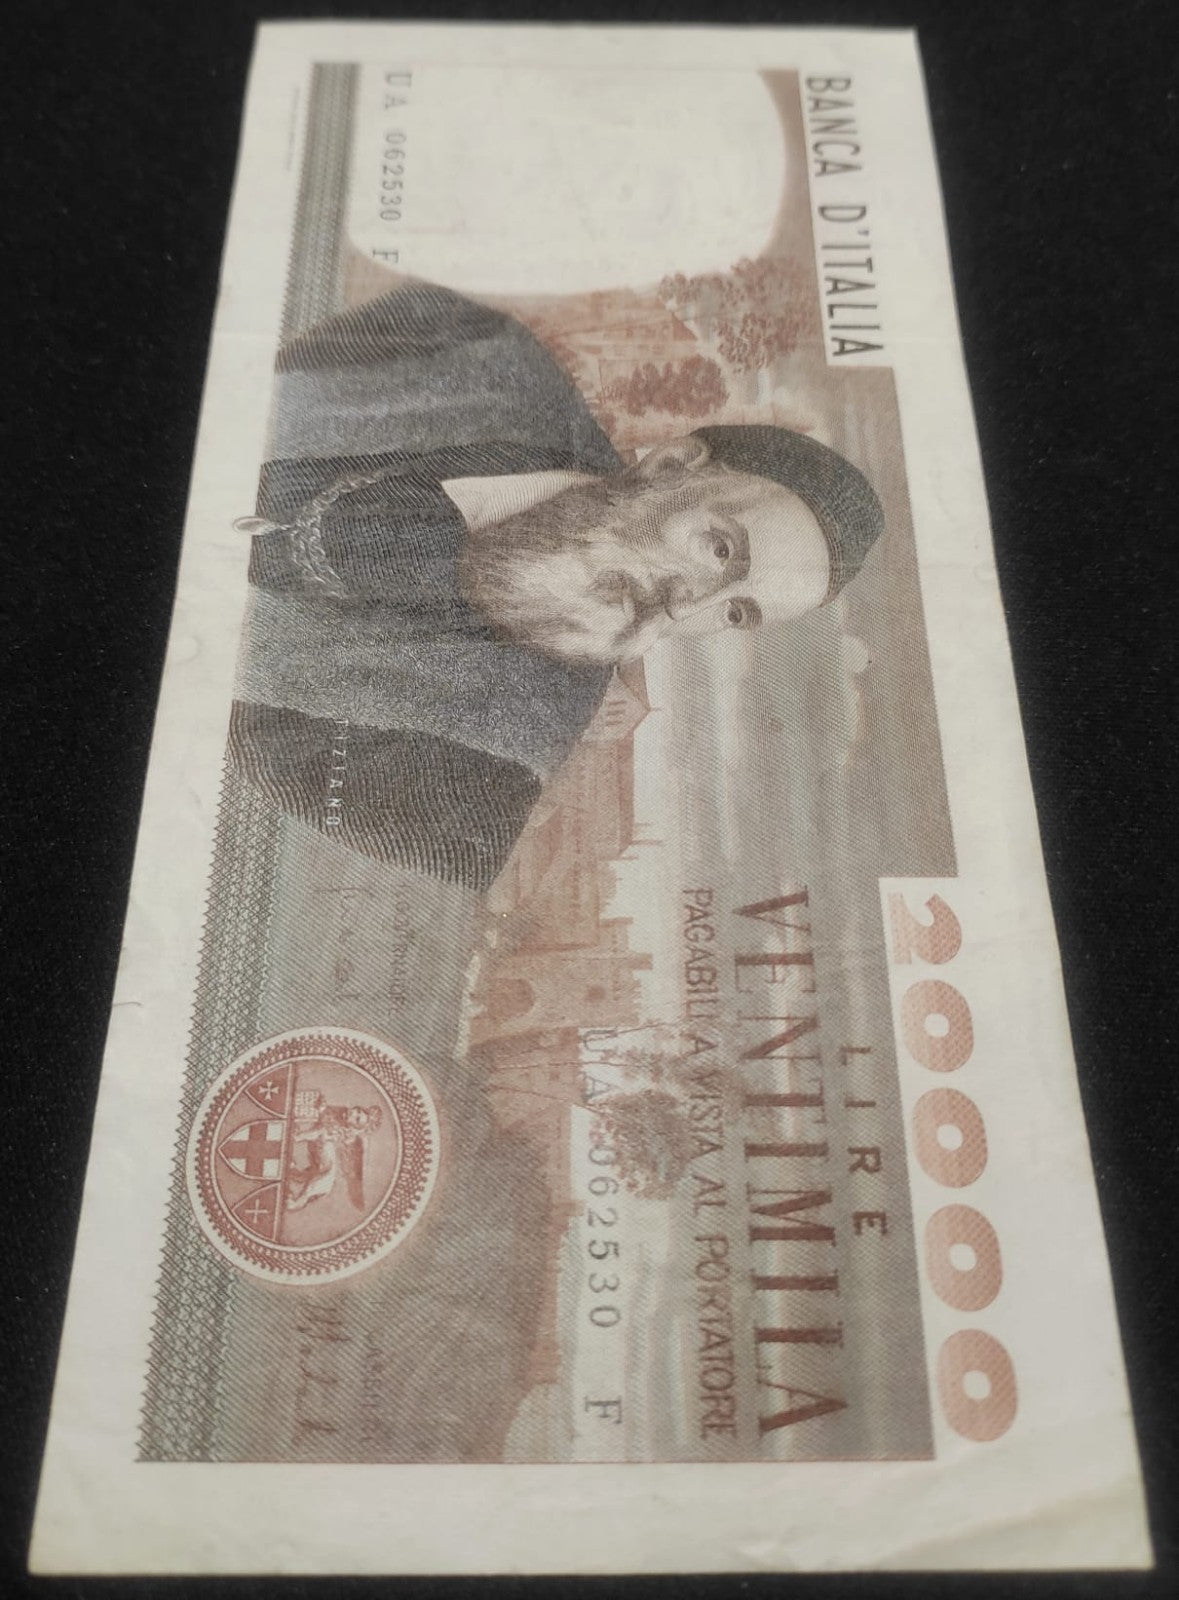 BANCA D'ITALIA
20000
LIRE
VENTIMILA
PAGABILI A VISTA AL PORTATORE
UA 062530 F
UA 062530 F
TIZIANO